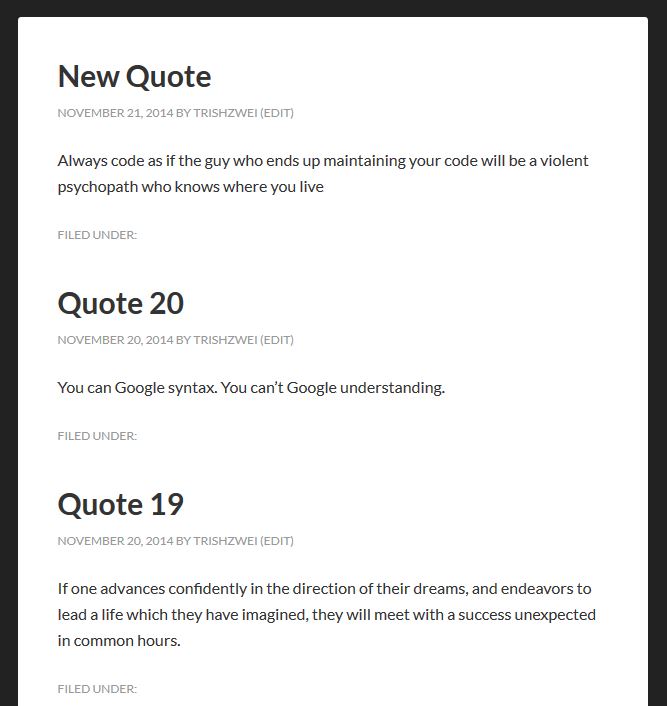 New Quote
NOVEMBER 21, 2014 BY TRISHZWEI (EDIT)
Always code as if the guy who ends up maintaining your code will be a violent
psychopath who knows where you live
FILED UNDER:
Quote 20
NOVEMBER 20, 2014 BY TRISHZWEI (EDIT)
You can Google syntax. You can’t Google understanding.
FILED UNDER:
Quote 19
NOVEMBER 20, 2014 BY TRISHZWEI (EDIT)
If one advances confidently in the direction of their dreams, and endeavors to
lead a life which they have imagined, they will meet with a success unexpected
in common hours.
FILED UNDER: